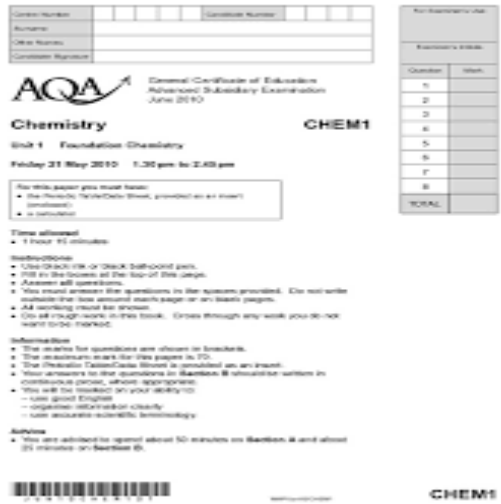 Centre Number
Candidate Number
For Examiner's Use
Surname
Other Names
Candidate Signature
Examiner's Initials
Question Mark
1
2
3
4
5
6
7
8
TOTAL
AQA
General Certificate of Education
Advanced Subsidiary Examination
June 2010
Chemistry CHEM1
Unit 1 Foundation Chemistry
Friday 21 May 2010 1.30 pm to 2.45 pm
For this paper you must have:
• the Periodic Table/Data Sheet, provided as an insert
(enclosed)
• a calculator
Time allowed
• 1 hour 15 minutes
Instructions
• Use black ink or black ball-point pen.
• Fill in the boxes at the top of this page.
• Answer all questions.
• You must answer the questions in the spaces provided. Do not write
outside the box around each page or on blank pages.
• All working must be shown.
• Do all rough work in this book. Cross through any work you do not
want to be marked.
Information
• The marks for questions are shown in brackets.
• The maximum mark for this paper is 70.
• The Periodic Table/Data Sheet is provided as an insert.
• Your answers to the questions in Section B should be written in
continuous prose, where appropriate.
• You will be marked on your ability to:
– use good English
– organise information clearly
– use accurate scientific terminology.
Advice
• You are advised to spend about 50 minutes on Section A and about
25 minutes on Section B.
CHEM1